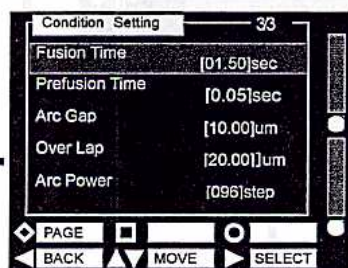 Condition Setting 3/3
Fusion Time [01.50]sec
Prefusion Time [0.05]sec
Arc Gap [10.00]um
Over Lap [20.00]]um
Arc Power [096]step
PAGE
BACK MOVE SELECT